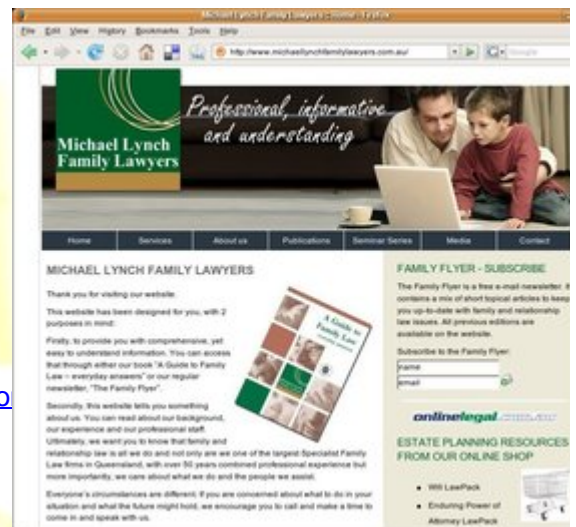 Michael Lynch Family Lawyers :: Home - Firefox
File Edit View History Bookmarks Tools Help
http://www.michaellynchfamilylawyers.com.au/
Professional, informative
and understanding
Michael Lynch
Family Lawyers
Home Services About us Publications Seminar Series Media Contact
MICHAEL LYNCH FAMILY LAWYERS
Thank you for visiting our website.
This website has been designed for you, with 2
purposes in mind:
Firstly, to provide you with comprehensive, yet
easy to understand information. You can access
that through either our book "A Guide to Family
Law – everyday answers" or our regular
newsletter, "The Family Flyer".
Secondly, this website tells you something
about us. You can read about our background,
our experience and our professional staff.
Ultimately, we want you to know that family and
relationship law is all we do and not only are we one of the largest Specialist Family
Law firms in Queensland, with over 50 years combined professional experience but
more importantly, we care about what we do and the people we assist.
Everyone's circumstances are different. If you are concerned about what to do in your
situation and what the future might hold, we encourage you to call and make a time to
come in and speak with us.
A Guide to
Family Law
FAMILY FLYER - SUBSCRIBE
The Family Flyer is a free e-mail newsletter. It
contains a mix of short topical articles to keep
you up-to-date with family and relationship
law issues. All previous editions are
available on the website.
Subscribe to the Family Flyer:
name
email
onlinelegal.com.au
ESTATE PLANNING RESOURCES
FROM OUR ONLINE SHOP
Will LawPack
Enduring Power of
Attorney LawPack